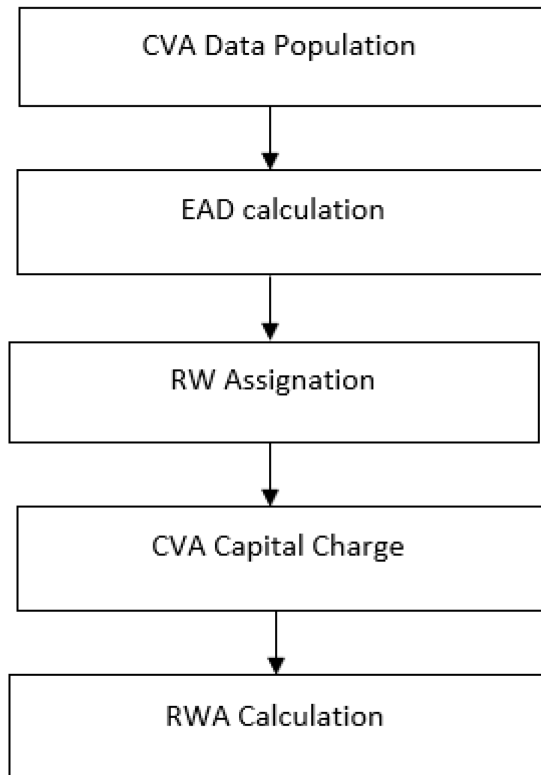 CVA Data Population
EAD calculation
RW Assignation
CVA Capital Charge
RWA Calculation